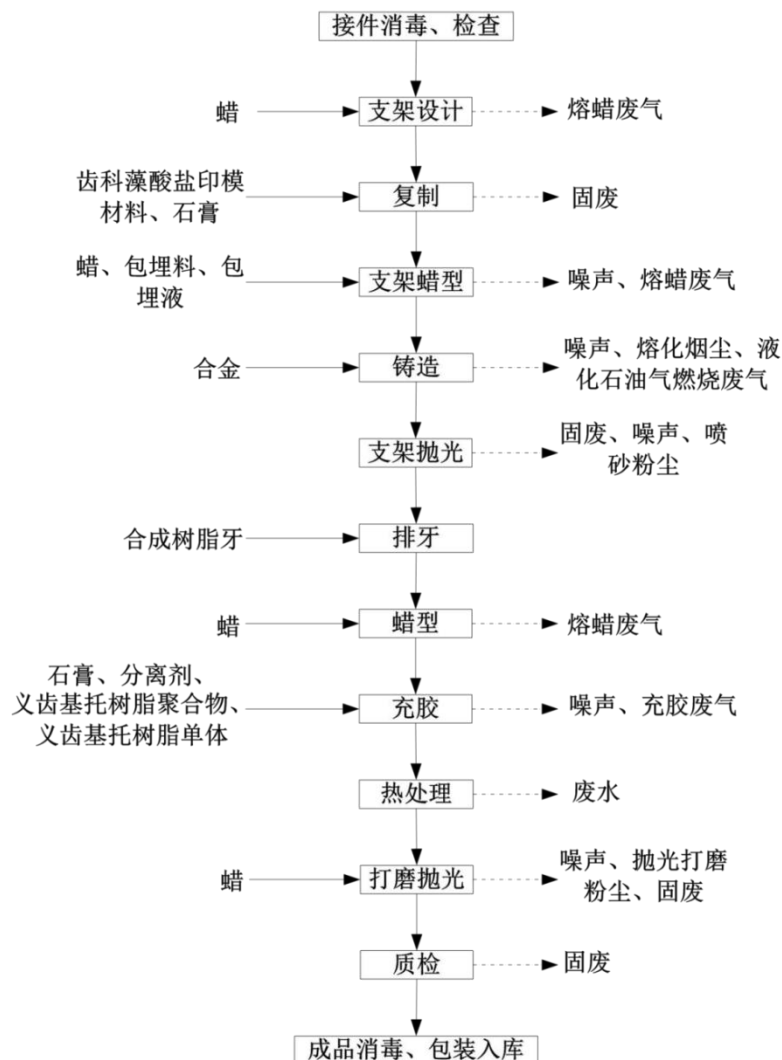 接件消毒、检查
蜡
支架设计
熔蜡废气
齿科藻酸盐印模
材料、石膏
复制
固废
蜡、包埋料、包
埋液
支架蜡型
噪声、熔蜡废气
合金
铸造
噪声、熔化烟尘、液
化石油气燃烧废气
支架抛光
固废、噪声、喷
砂粉尘
合成树脂牙
排牙
蜡
蜡型
熔蜡废气
石膏、分离剂、
义齿基托树脂聚合物、
义齿基托树脂单体
充胶
噪声、充胶废气
热处理
废水
蜡
打磨抛光
噪声、抛光打磨
粉尘、固废
质检
固废
成品消毒、包装入库